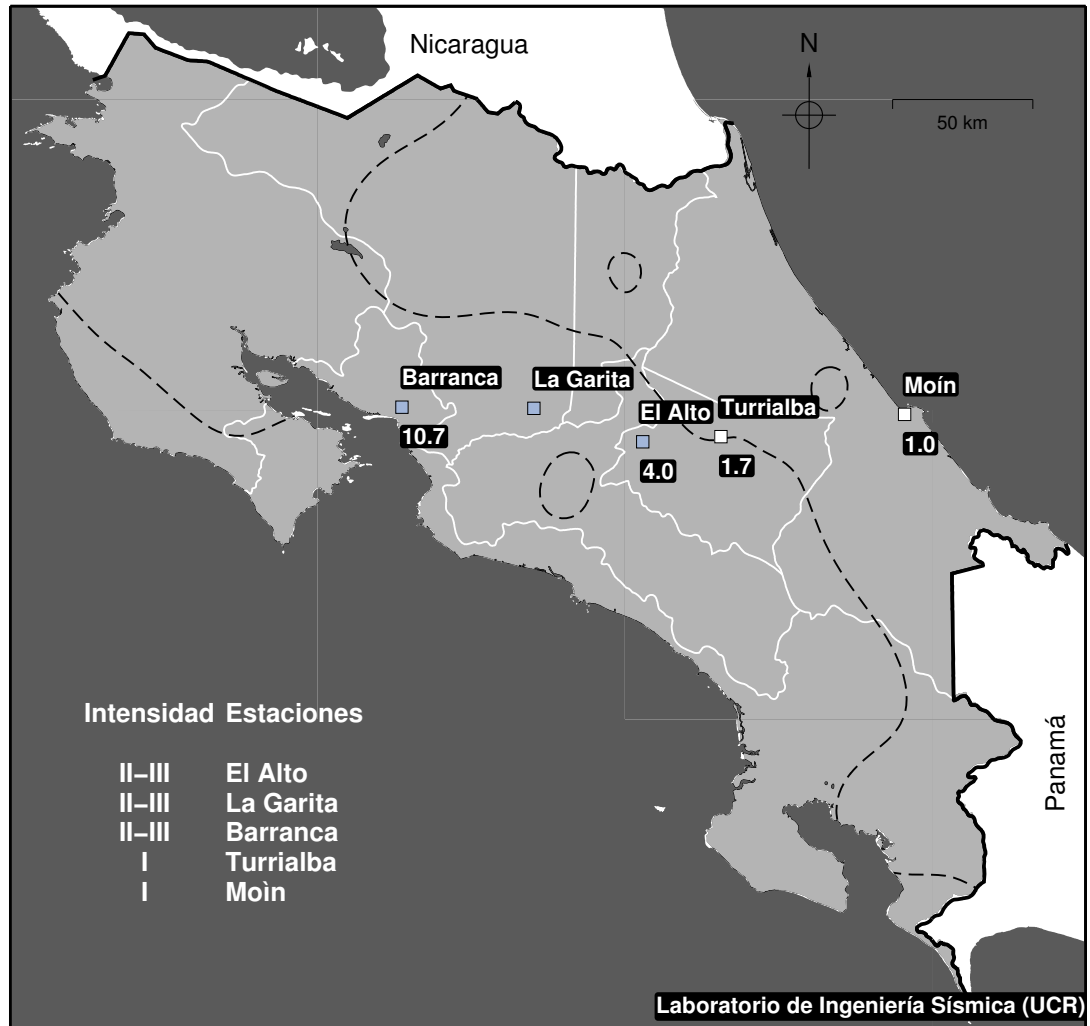 Nicaragua
N
50 km
Barranca
La Garita
El Alto
Turrialba
Moín
10.7
4.0
1.7
1.0
Intensidad Estaciones
II–III El Alto
II–III La Garita
II–III Barranca
I Turrialba
I Moìn
Panamá
Laboratorio de Ingeniería Sísmica (UCR)